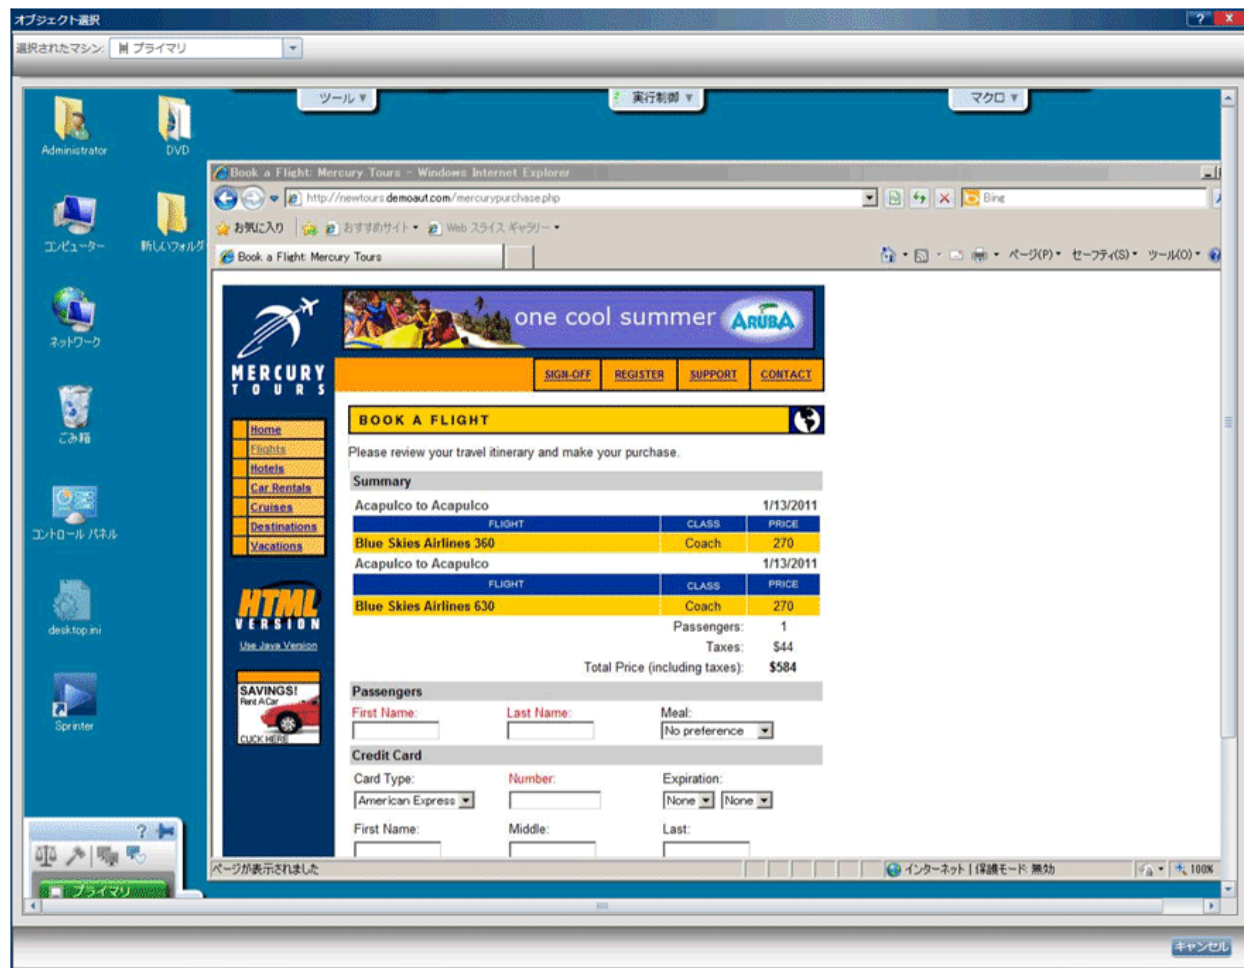 オブジェクト選択
選択されたマシン: プライマリ
ツール
実行制御
マクロ
Administrator
DVD
コンピューター
新しいフォルダ
ネットワーク
ごみ箱
コントロール パネル
desktop.ini
Sprinter
Book a Flight: Mercury Tours - Windows Internet Explorer
http://newtours.demoaut.com/mercurypurchase.php
Bing
お気に入り おすすめサイト Web スライス ギャラリー
Book a Flight: Mercury Tours
ページ(P) セーフティ(S) ツール(O)
one cool summer ARUBA
MERCURY
TOURS
SIGN-OFF REGISTER SUPPORT CONTACT
Home
Flights
Hotels
Car Rentals
Cruises
Destinations
Vacations
HTML
VERSION
Use Java Version
SAVINGS!
Rent A Car
CLICK HERE
BOOK A FLIGHT
Please review your travel itinerary and make your purchase.
Summary
Acapulco to Acapulco 1/13/2011
FLIGHT CLASS PRICE
Blue Skies Airlines 360 Coach 270
Acapulco to Acapulco 1/13/2011
FLIGHT CLASS PRICE
Blue Skies Airlines 630 Coach 270
Passengers: 1
Taxes: $44
Total Price (including taxes): $584
Passengers
First Name: Last Name: Meal:
No preference
Credit Card
Card Type: Number: Expiration:
American Express None None
First Name: Middle: Last:
ページが表示されました
インターネット | 保護モード: 無効
100%
プライマリ
キャンセル